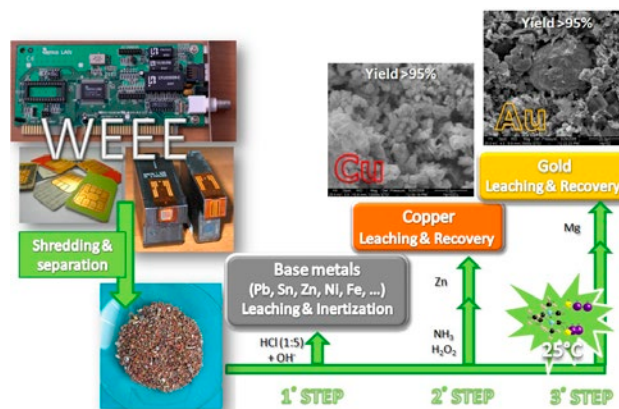 WEEE
Shredding &
separation
Base metals
(Pb, Sn, Zn, Ni, Fe, ...)
Leaching & Inertization
HCl (1:5)
+ OH⁻
1° STEP
Yield >95%
Cu
Copper
Leaching & Recovery
Zn
NH₃
H₂O₂
2° STEP
Yield >95%
Au
Gold
Leaching & Recovery
Mg
25°C
3° STEP